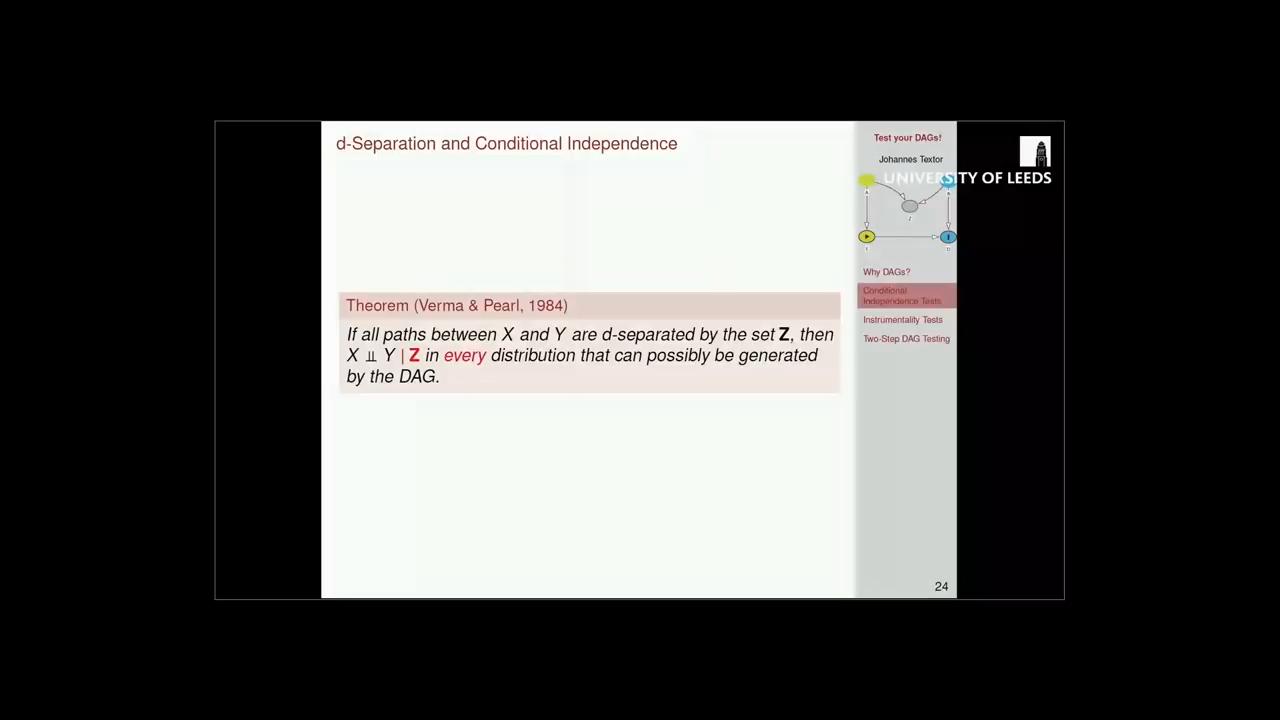 d-Separation and Conditional Independence
Theorem (Verma & Pearl, 1984)
If all paths between X and Y are d-separated by the set Z, then
X ⫫ Y | Z in every distribution that can possibly be generated
by the DAG.
Test your DAGs!
Johannes Textor
UNIVERSITY OF LEEDS
Why DAGs?
Conditional
Independence Tests
Instrumentality Tests
Two-Step DAG Testing
24